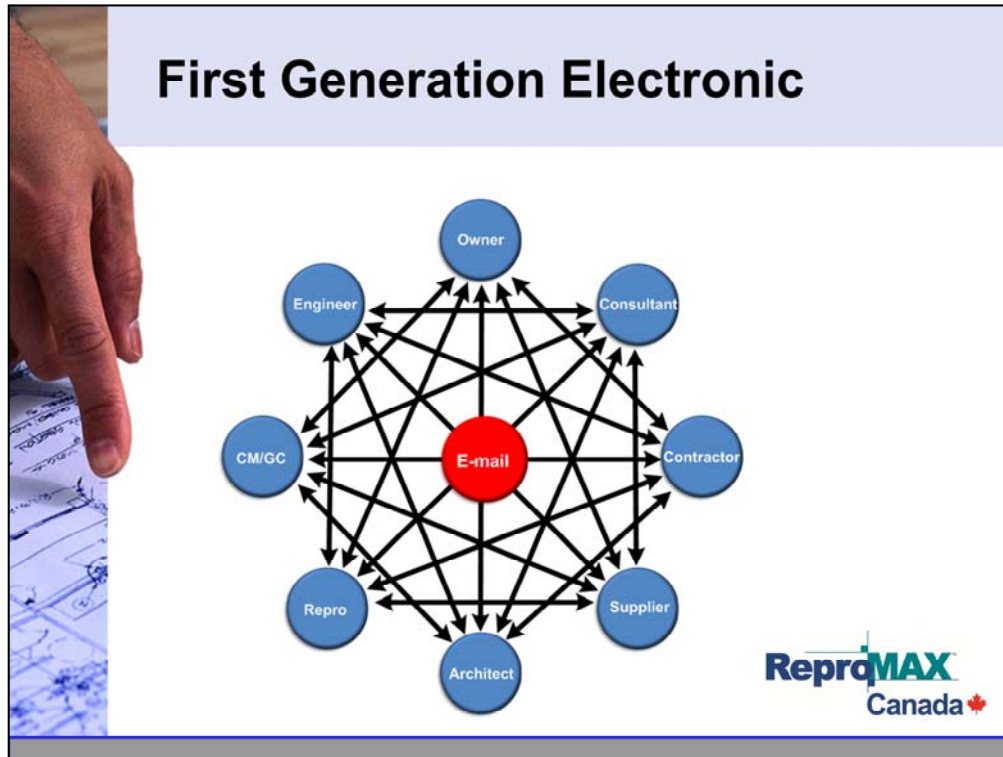 First Generation Electronic
Owner
Engineer
Consultant
CM/GC
E-mail
Contractor
Repro
Supplier
Architect
ReproMAX
Canada